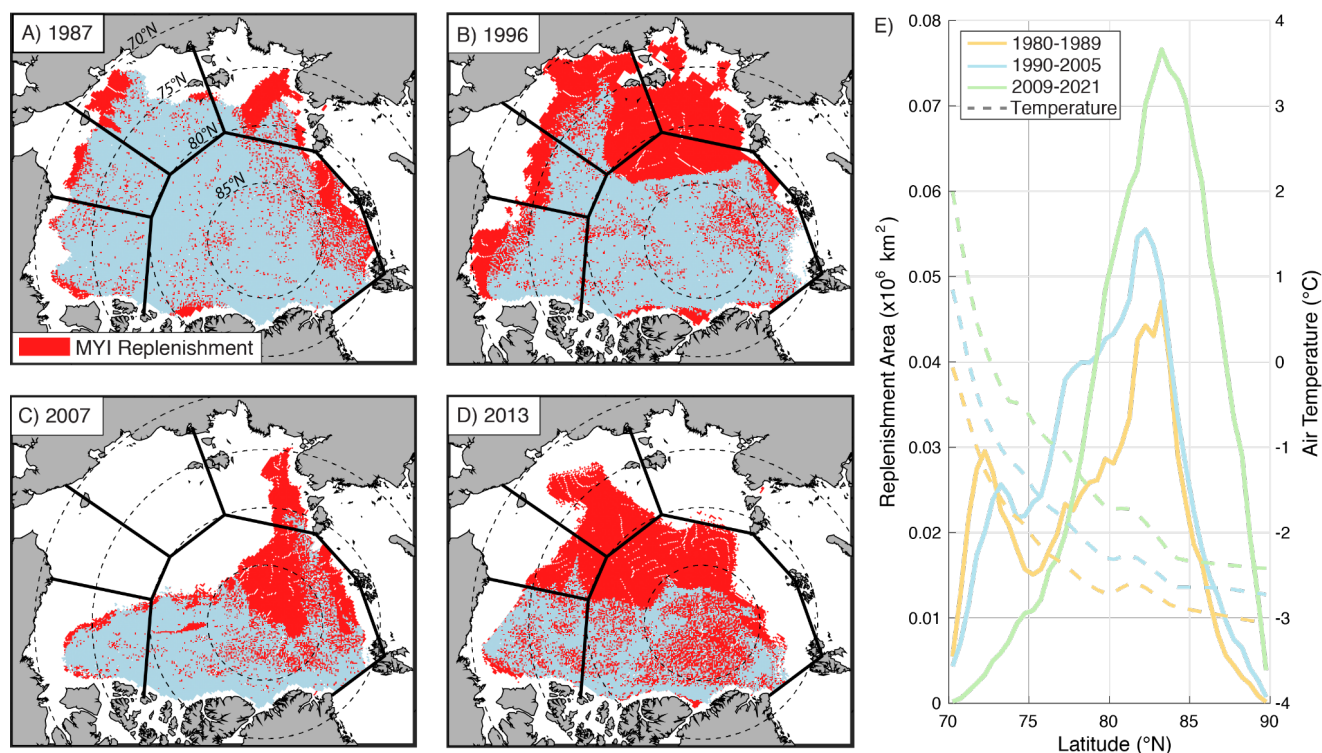 A) 1987
70°N
75°N
80°N
85°N
MYI Replenishment
B) 1996
C) 2007
D) 2013
E)
1980-1989
1990-2005
2009-2021
Temperature
Replenishment Area (x10⁶ km²)
0.08
0.07
0.06
0.05
0.04
0.03
0.02
0.01
0
4
3
2
1
0
-1
-2
-3
-4
Air Temperature (°C)
70 75 80 85 90
Latitude (°N)